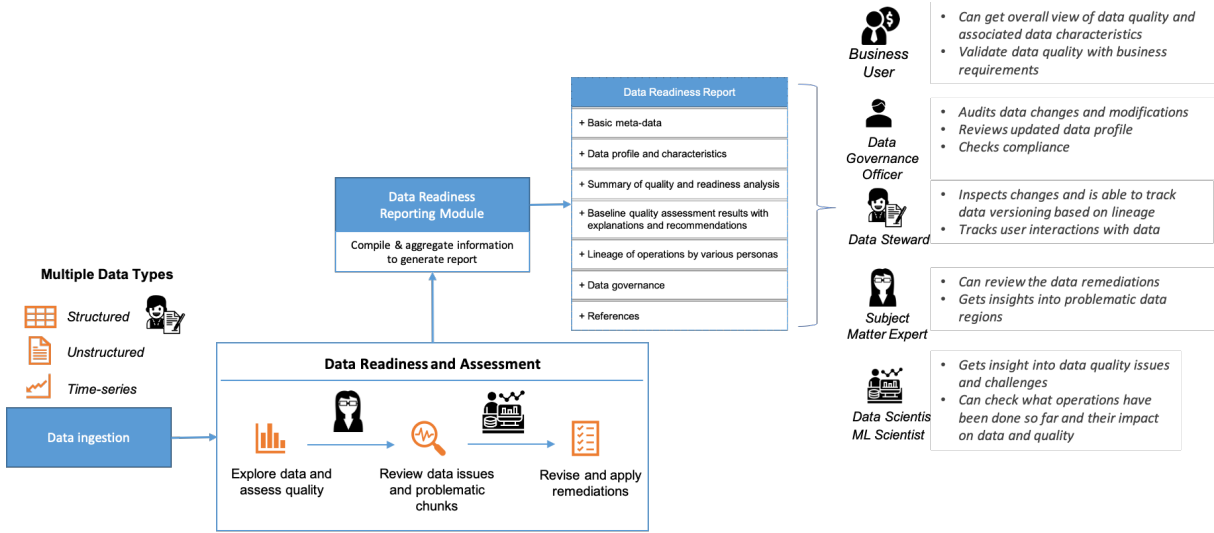 Multiple Data Types
Structured
Unstructured
Time-series
Data ingestion
Data Readiness and Assessment
Explore data and
assess quality
Review data issues
and problematic
chunks
Revise and apply
remediations
Data Readiness
Reporting Module
Compile & aggregate information
to generate report
Data Readiness Report
+ Basic meta-data
+ Data profile and characteristics
+ Summary of quality and readiness analysis
+ Baseline quality assessment results with
explanations and recommendations
+ Lineage of operations by various personas
+ Data governance
+ References
Business
User
• Can get overall view of data quality and
associated data characteristics
• Validate data quality with business
requirements
Data
Governance
Officer
• Audits data changes and modifications
• Reviews updated data profile
• Checks compliance
Data Steward
• Inspects changes and is able to track
data versioning based on lineage
• Tracks user interactions with data
Subject
Matter Expert
• Can review the data remediations
• Gets insights into problematic data
regions
Data Scientis
ML Scientist
• Gets insight into data quality issues
and challenges
• Can check what operations have
been done so far and their impact
on data and quality